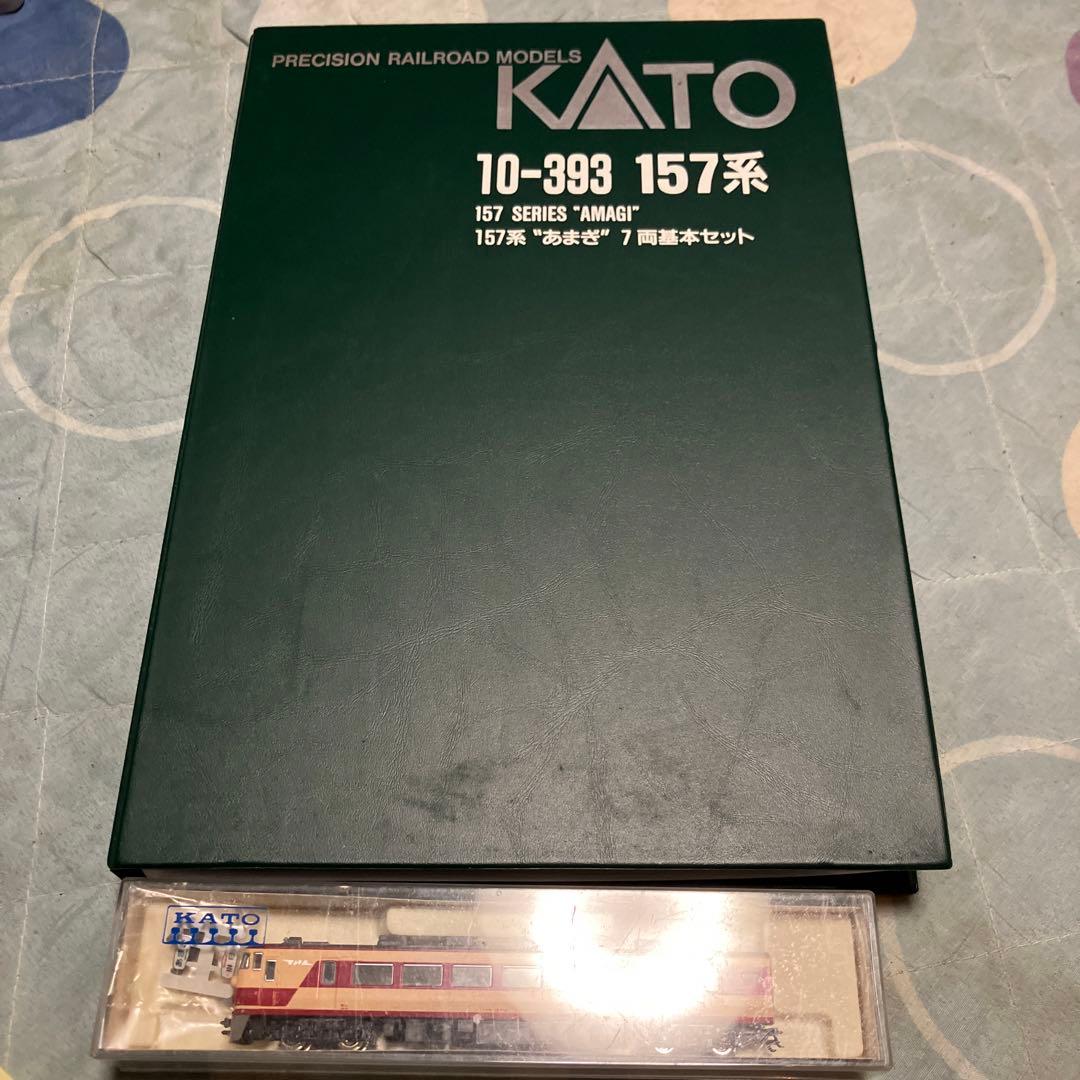 PRECISION RAILROAD MODELS
KATO
10-393 157系
157 SERIES "AMAGI"
157系 "あまぎ" 7両基本セット
KATO